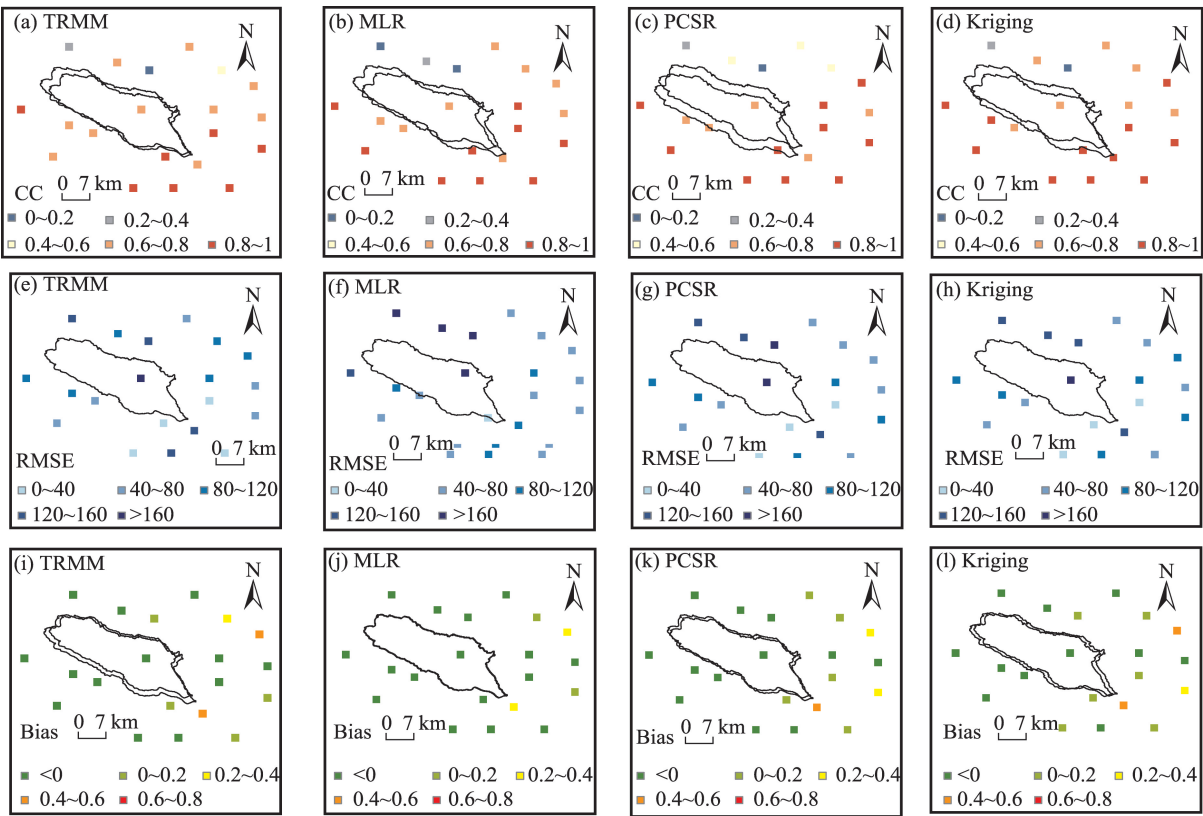 (a) TRMM
N
CC
0 7 km
0~0.2
0.2~0.4
0.4~0.6
0.6~0.8
0.8~1
(b) MLR
N
CC
0 7 km
0~0.2
0.2~0.4
0.4~0.6
0.6~0.8
0.8~1
(c) PCSR
N
CC
0 7 km
0~0.2
0.2~0.4
0.4~0.6
0.6~0.8
0.8~1
(d) Kriging
N
CC
0 7 km
0~0.2
0.2~0.4
0.4~0.6
0.6~0.8
0.8~1
(e) TRMM
N
0 7 km
RMSE
0~40
40~80
80~120
120~160
>160
(f) MLR
N
0 7 km
RMSE
0~40
40~80
80~120
120~160
>160
(g) PCSR
N
0 7 km
RMSE
0~40
40~80
80~120
120~160
>160
(h) Kriging
N
0 7 km
RMSE
0~40
40~80
80~120
120~160
>160
(i) TRMM
N
0 7 km
Bias
<0
0~0.2
0.2~0.4
0.4~0.6
0.6~0.8
(j) MLR
N
0 7 km
Bias
<0
0~0.2
0.2~0.4
0.4~0.6
0.6~0.8
(k) PCSR
N
0 7 km
Bias
<0
0~0.2
0.2~0.4
0.4~0.6
0.6~0.8
(l) Kriging
N
0 7 km
Bias
<0
0~0.2
0.2~0.4
0.4~0.6
0.6~0.8